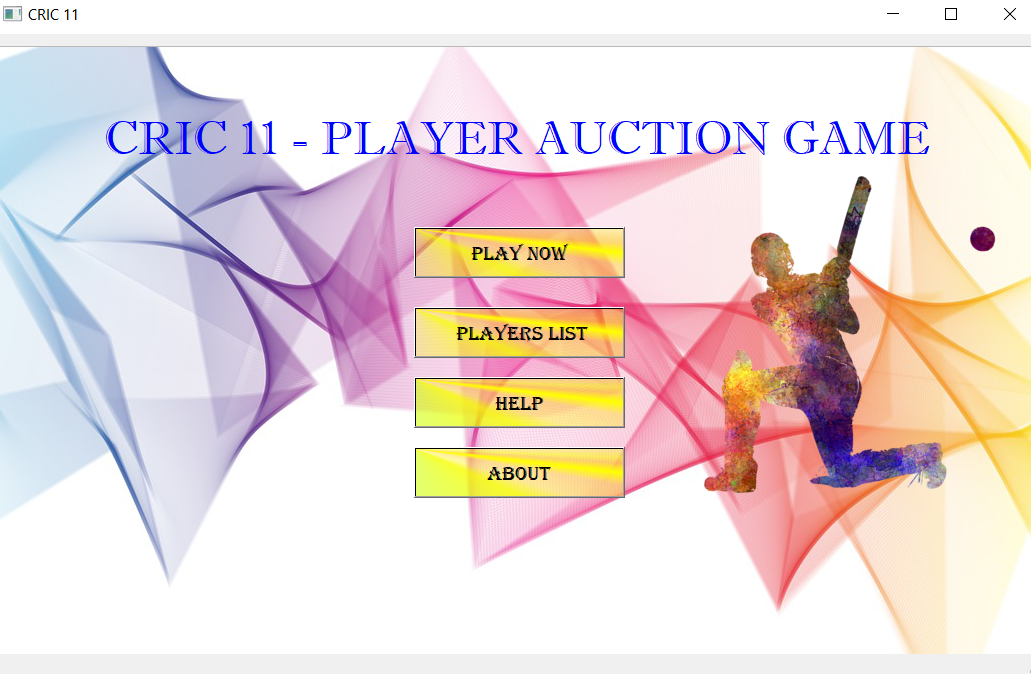 CRIC 11
CRIC 11 - PLAYER AUCTION GAME
PLAY NOW
PLAYERS LIST
HELP
ABOUT